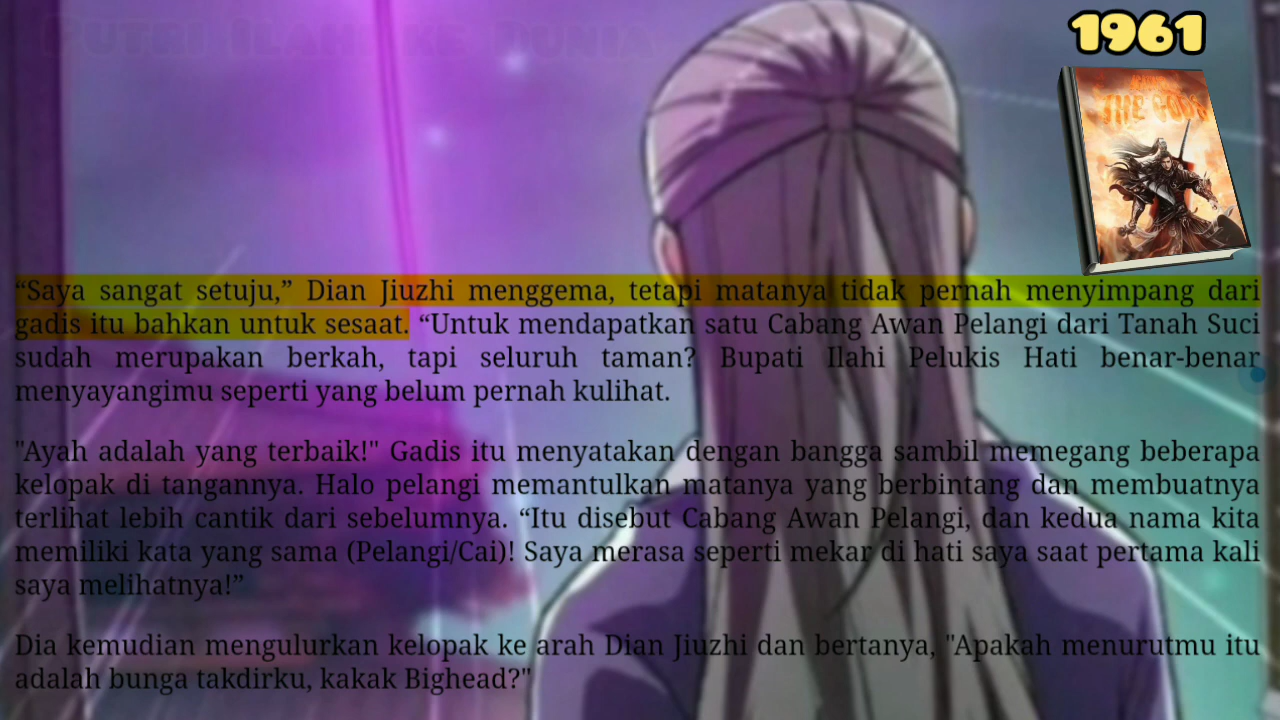 PUTRI ILAHI KE DUNIA
1961
THE GODS
“Saya sangat setuju,” Dian Jiuzhi menggema, tetapi matanya tidak pernah menyimpang dari
gadis itu bahkan untuk sesaat. “Untuk mendapatkan satu Cabang Awan Pelangi dari Tanah Suci
sudah merupakan berkah, tapi seluruh taman? Bupati Ilahi Pelukis Hati benar-benar
menyayangimu seperti yang belum pernah kulihat.
"Ayah adalah yang terbaik!" Gadis itu menyatakan dengan bangga sambil memegang beberapa
kelopak di tangannya. Halo pelangi memantulkan matanya yang berbintang dan membuatnya
terlihat lebih cantik dari sebelumnya. “Itu disebut Cabang Awan Pelangi, dan kedua nama kita
memiliki kata yang sama (Pelangi/Cai)! Saya merasa seperti mekar di hati saya saat pertama kali
saya melihatnya!”
Dia kemudian mengulurkan kelopak ke arah Dian Jiuzhi dan bertanya, "Apakah menurutmu itu
adalah bunga takdirku, kakak Bighead?"